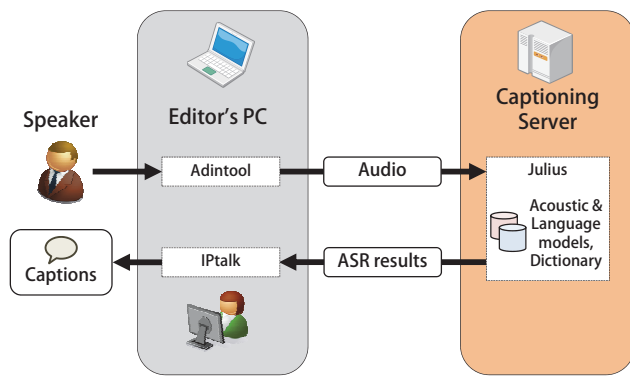 Speaker
Editor's PC
Captioning
Server
Adintool
Audio
Julius
Acoustic &
Language
models,
Dictionary
Captions
IPtalk
ASR results